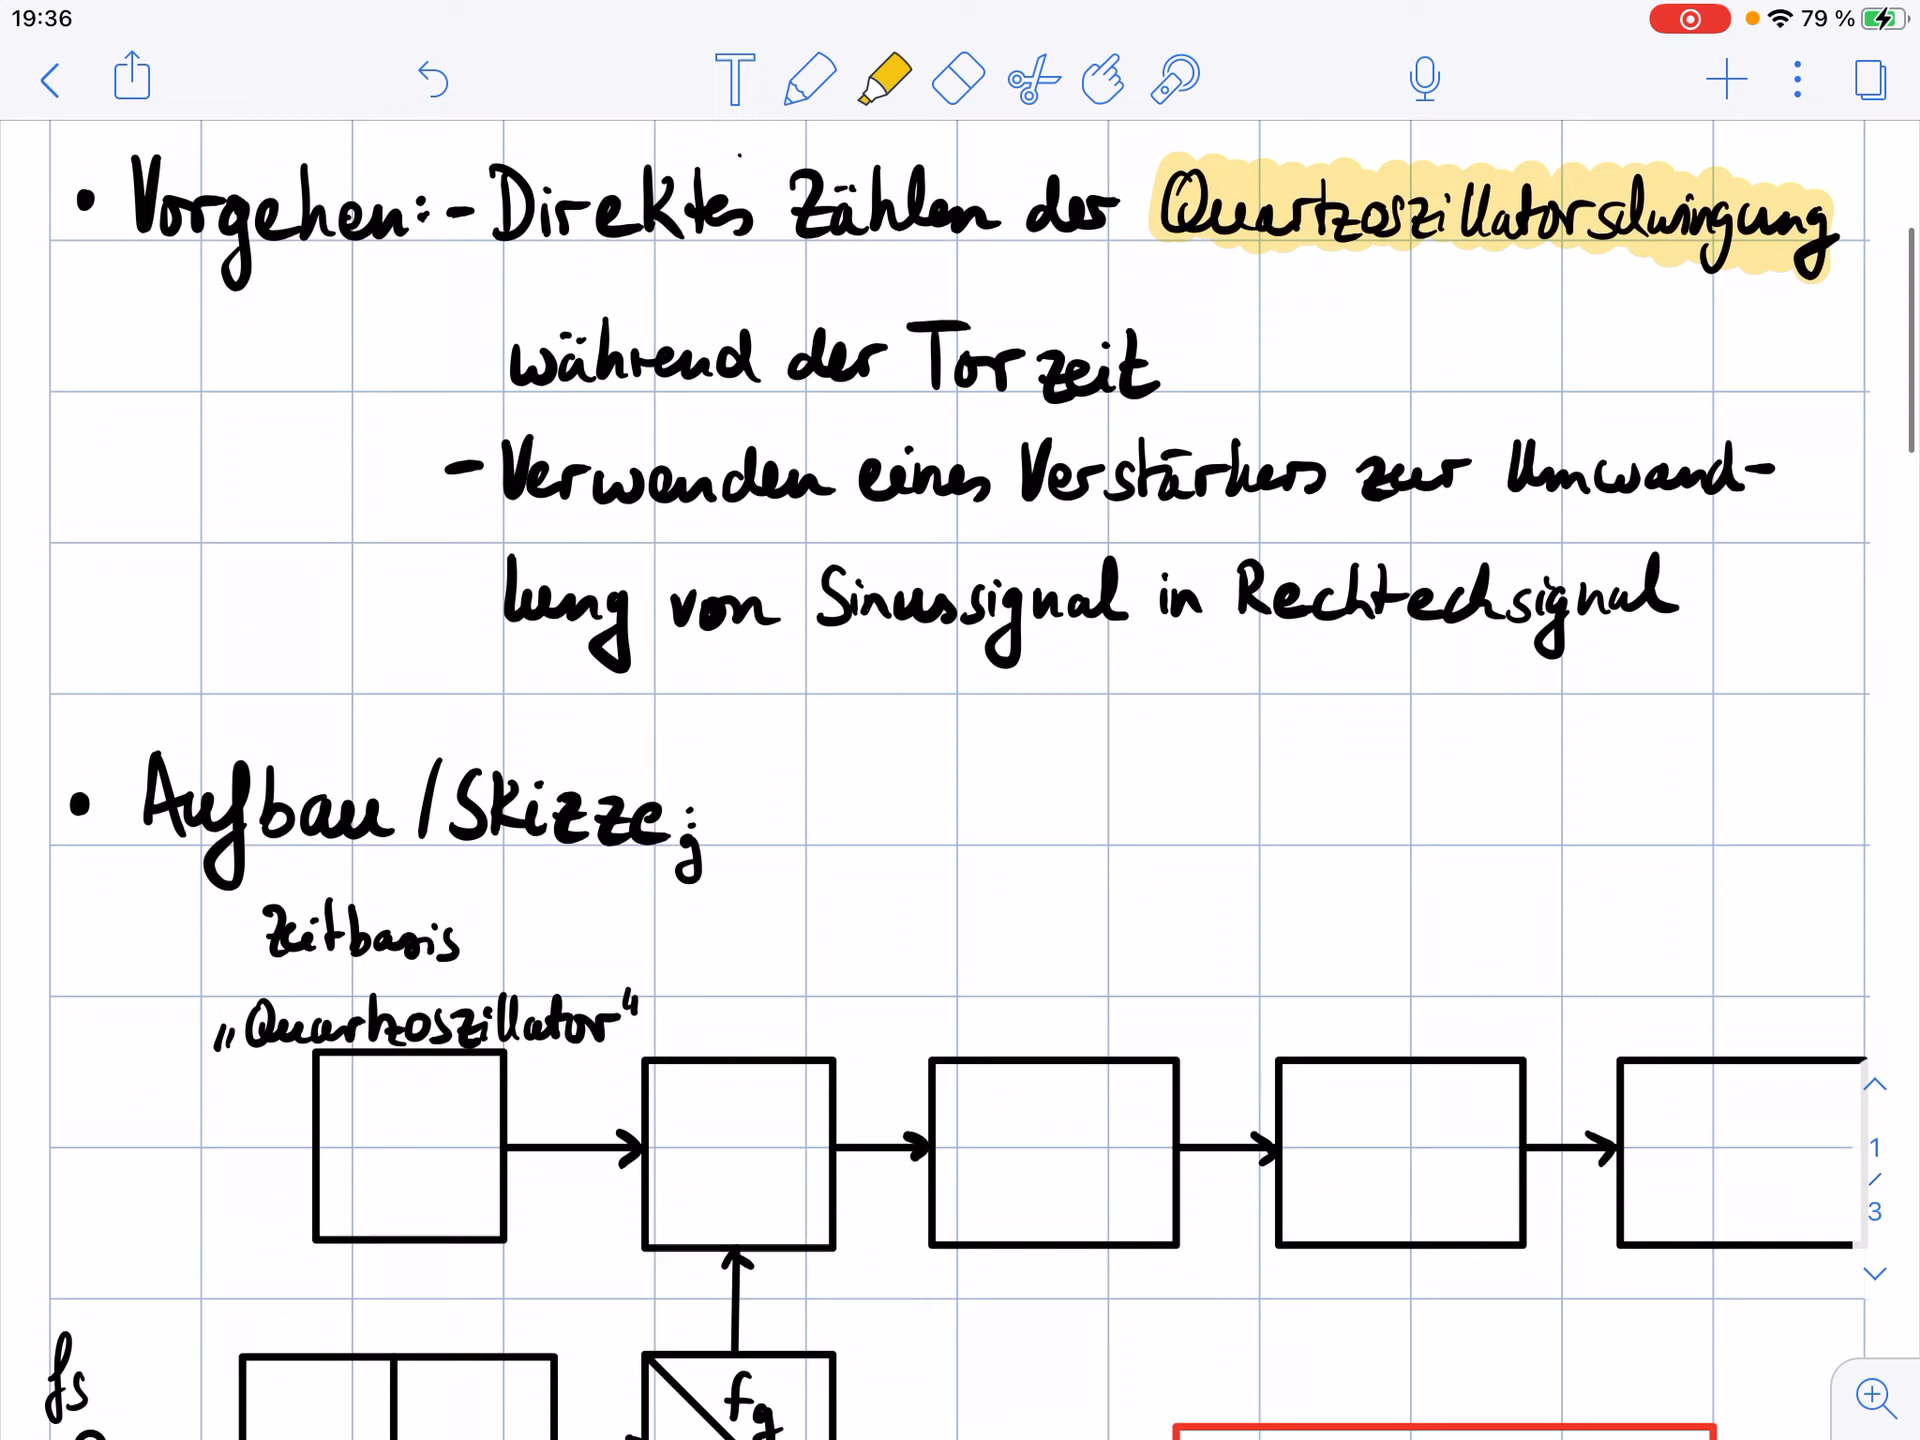 19:36
79 %
• Vorgehen: - Direktes Zählen der Quartzoszillatorschwingung
während der Torzeit
- Verwenden eines Verstärkers zur Umwand-
lung von Sinussignal in Rechtecksignal
• Aufbau / Skizze:
Zeitbasis
„Quartzoszillator“
1
/
3
fs
fg